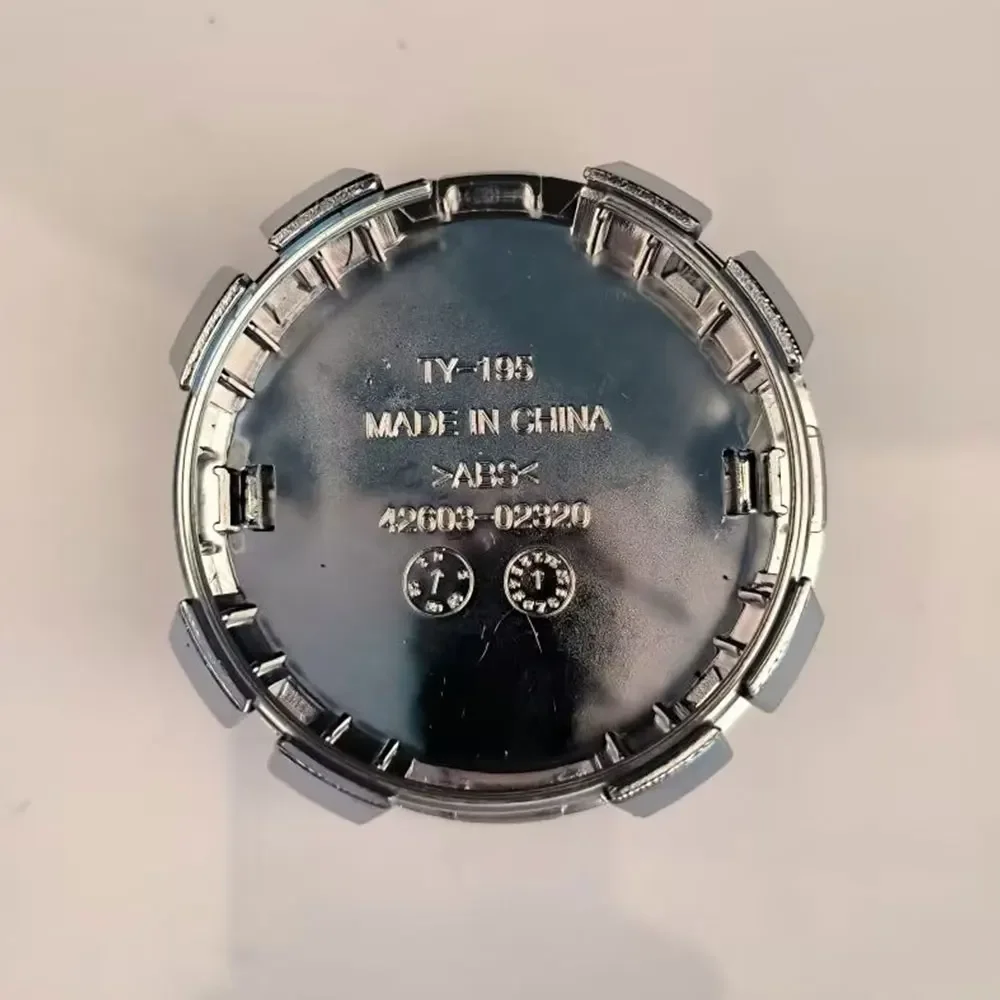 TY-195
MADE IN CHINA
>ABS<
42603-02320